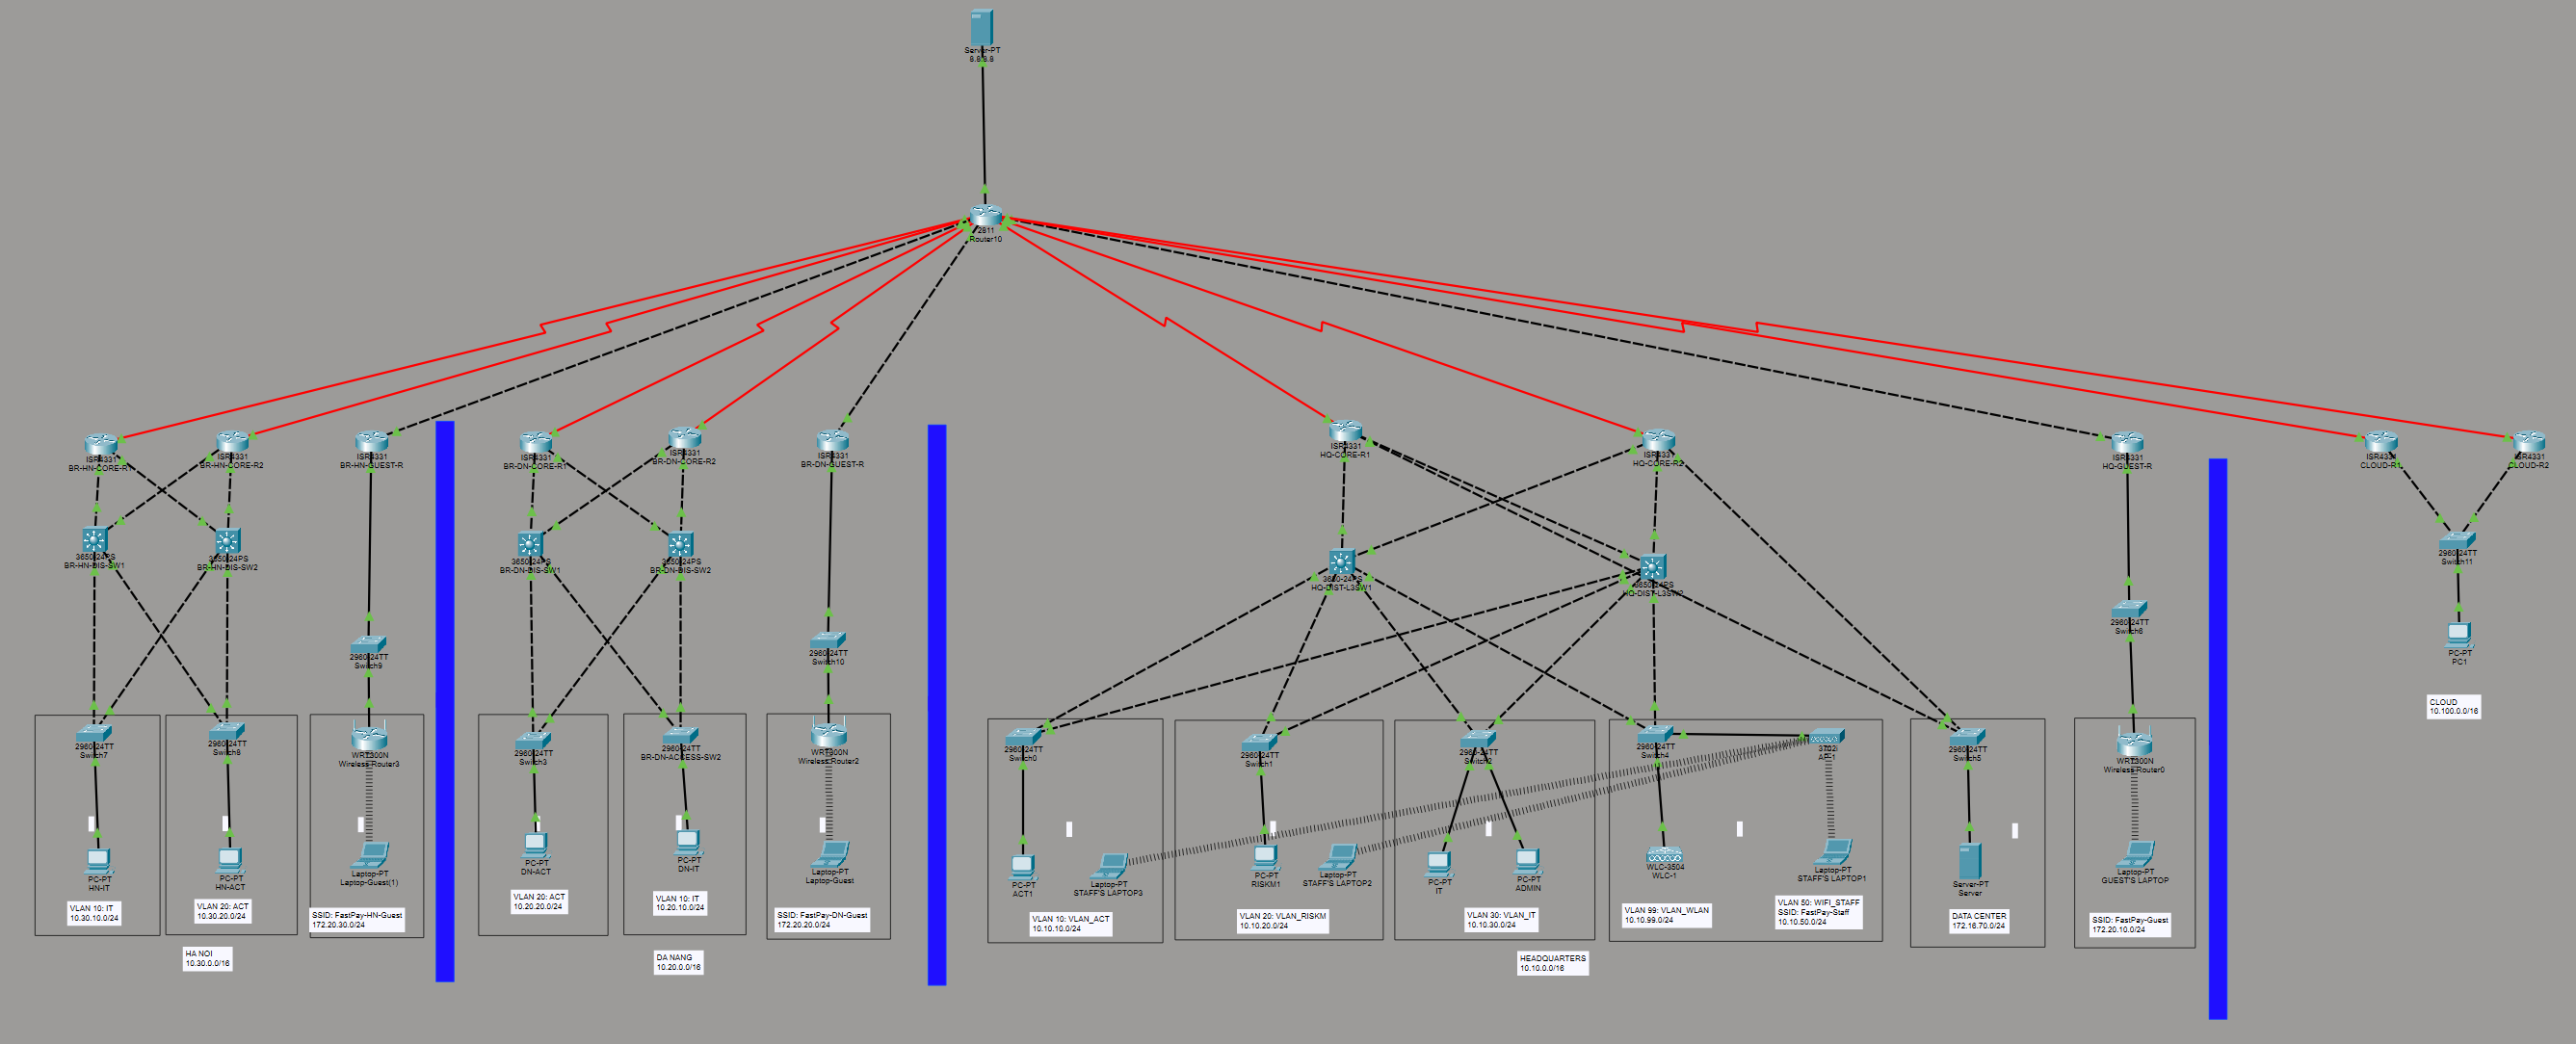 Server-PT
8.8.8.8
2811
Router10
ISR4331
BR-HN-CORE-R1
ISR4331
BR-HN-CORE-R2
ISR4331
BR-HN-GUEST-R
ISR4331
BR-DN-CORE-R1
ISR4331
BR-DN-CORE-R2
ISR4331
BR-DN-GUEST-R
ISR4331
HQ-CORE-R1
ISR4331
HQ-CORE-R2
ISR4331
HQ-GUEST-R
ISR4331
CLOUD-R1
ISR4331
CLOUD-R2
3650-24PS
BR-HN-DIS-SW1
3650-24PS
BR-HN-DIS-SW2
3650-24PS
BR-DN-DIS-SW1
3650-24PS
BR-DN-DIS-SW2
3650-24PS
HQ-DIST-L3SW1
3650-24PS
HQ-DIST-L3SW2
2960-24TT
Switch11
2960-24TT
Switch9
2960-24TT
Switch10
2960-24TT
Switch6
PC-PT
PC1
CLOUD
10.100.0.0/16
2960-24TT
Switch7
2960-24TT
Switch8
WRT300N
Wireless Router3
2960-24TT
Switch3
2960-24TT
BR-DN-ACCESS-SW2
WRT300N
Wireless Router2
2960-24TT
Switch0
2960-24TT
Switch1
2960-24TT
Switch2
2960-24TT
Switch4
3702i
AP-1
2960-24TT
Switch5
WRT300N
Wireless Router0
PC-PT
HN-IT
PC-PT
HN-ACT
Laptop-PT
Laptop-Guest(1)
PC-PT
DN-ACT
PC-PT
DN-IT
Laptop-PT
Laptop-Guest
PC-PT
ACT1
Laptop-PT
STAFF'S LAPTOP3
PC-PT
RISKM1
Laptop-PT
STAFF'S LAPTOP2
PC-PT
IT
PC-PT
ADMIN
WLC-3504
WLC-1
Laptop-PT
STAFF'S LAPTOP1
Server-PT
Server
Laptop-PT
GUEST'S LAPTOP
VLAN 10: IT
10.30.10.0/24
VLAN 20: ACT
10.30.20.0/24
SSID: FastPay-HN-Guest
172.20.30.0/24
VLAN 20: ACT
10.20.20.0/24
VLAN 10: IT
10.20.10.0/24
SSID: FastPay-DN-Guest
172.20.20.0/24
VLAN 10: VLAN_ACT
10.10.10.0/24
VLAN 20: VLAN_RISKM
10.10.20.0/24
VLAN 30: VLAN_IT
10.10.30.0/24
VLAN 99: VLAN_WLAN
10.10.99.0/24
VLAN 50: WIFI_STAFF
SSID: FastPay-Staff
10.10.50.0/24
DATA CENTER
172.16.70.0/24
SSID: FastPay-Guest
172.20.10.0/24
HA NOI
10.30.0.0/16
DA NANG
10.20.0.0/16
HEADQUARTERS
10.10.0.0/16